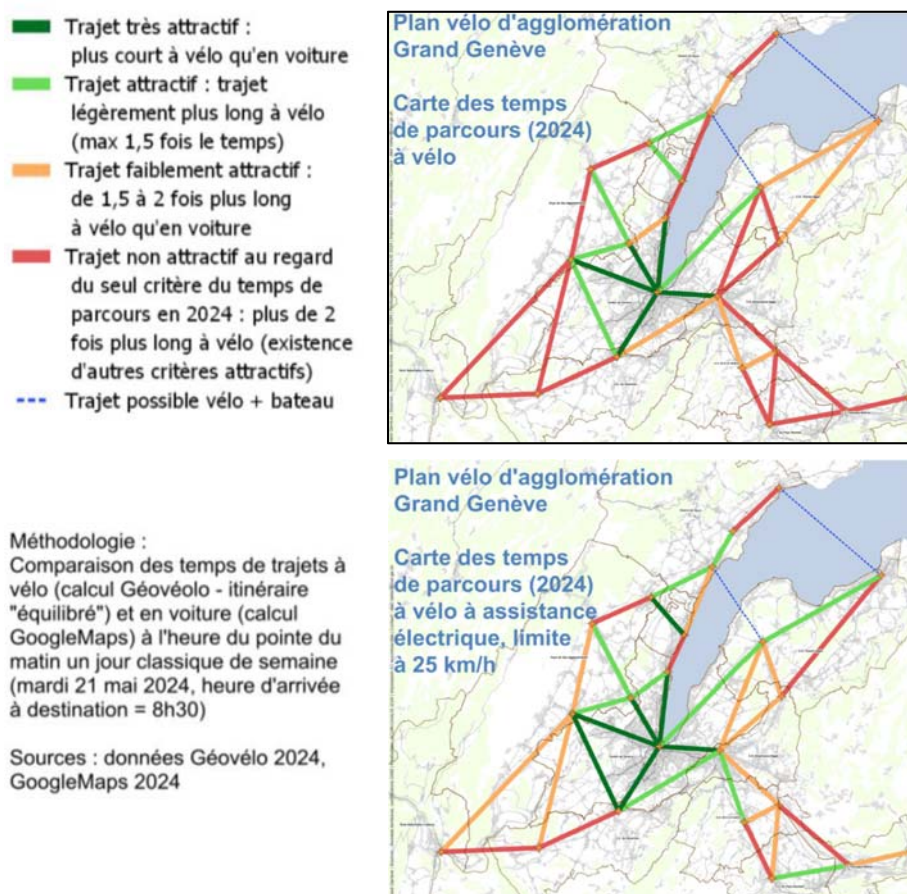 Trajet très attractif :
plus court à vélo qu'en voiture
Trajet attractif : trajet
légèrement plus long à vélo
(max 1,5 fois le temps)
Trajet faiblement attractif :
de 1,5 à 2 fois plus long
à vélo qu'en voiture
Trajet non attractif au regard
du seul critère du temps de
parcours en 2024 : plus de 2
fois plus long à vélo (existence
d'autres critères attractifs)
Trajet possible vélo + bateau
Méthodologie :
Comparaison des temps de trajets à
vélo (calcul Géovéolo - itinéraire
"équilibré") et en voiture (calcul
GoogleMaps) à l'heure du pointe du
matin un jour classique de semaine
(mardi 21 mai 2024, heure d'arrivée
à destination = 8h30)
Sources : données Géovélo 2024,
GoogleMaps 2024
Plan vélo d'agglomération
Grand Genève
Carte des temps
de parcours (2024)
à vélo
Plan vélo d'agglomération
Grand Genève
Carte des temps
de parcours (2024)
à vélo à assistance
électrique, limite
à 25 km/h